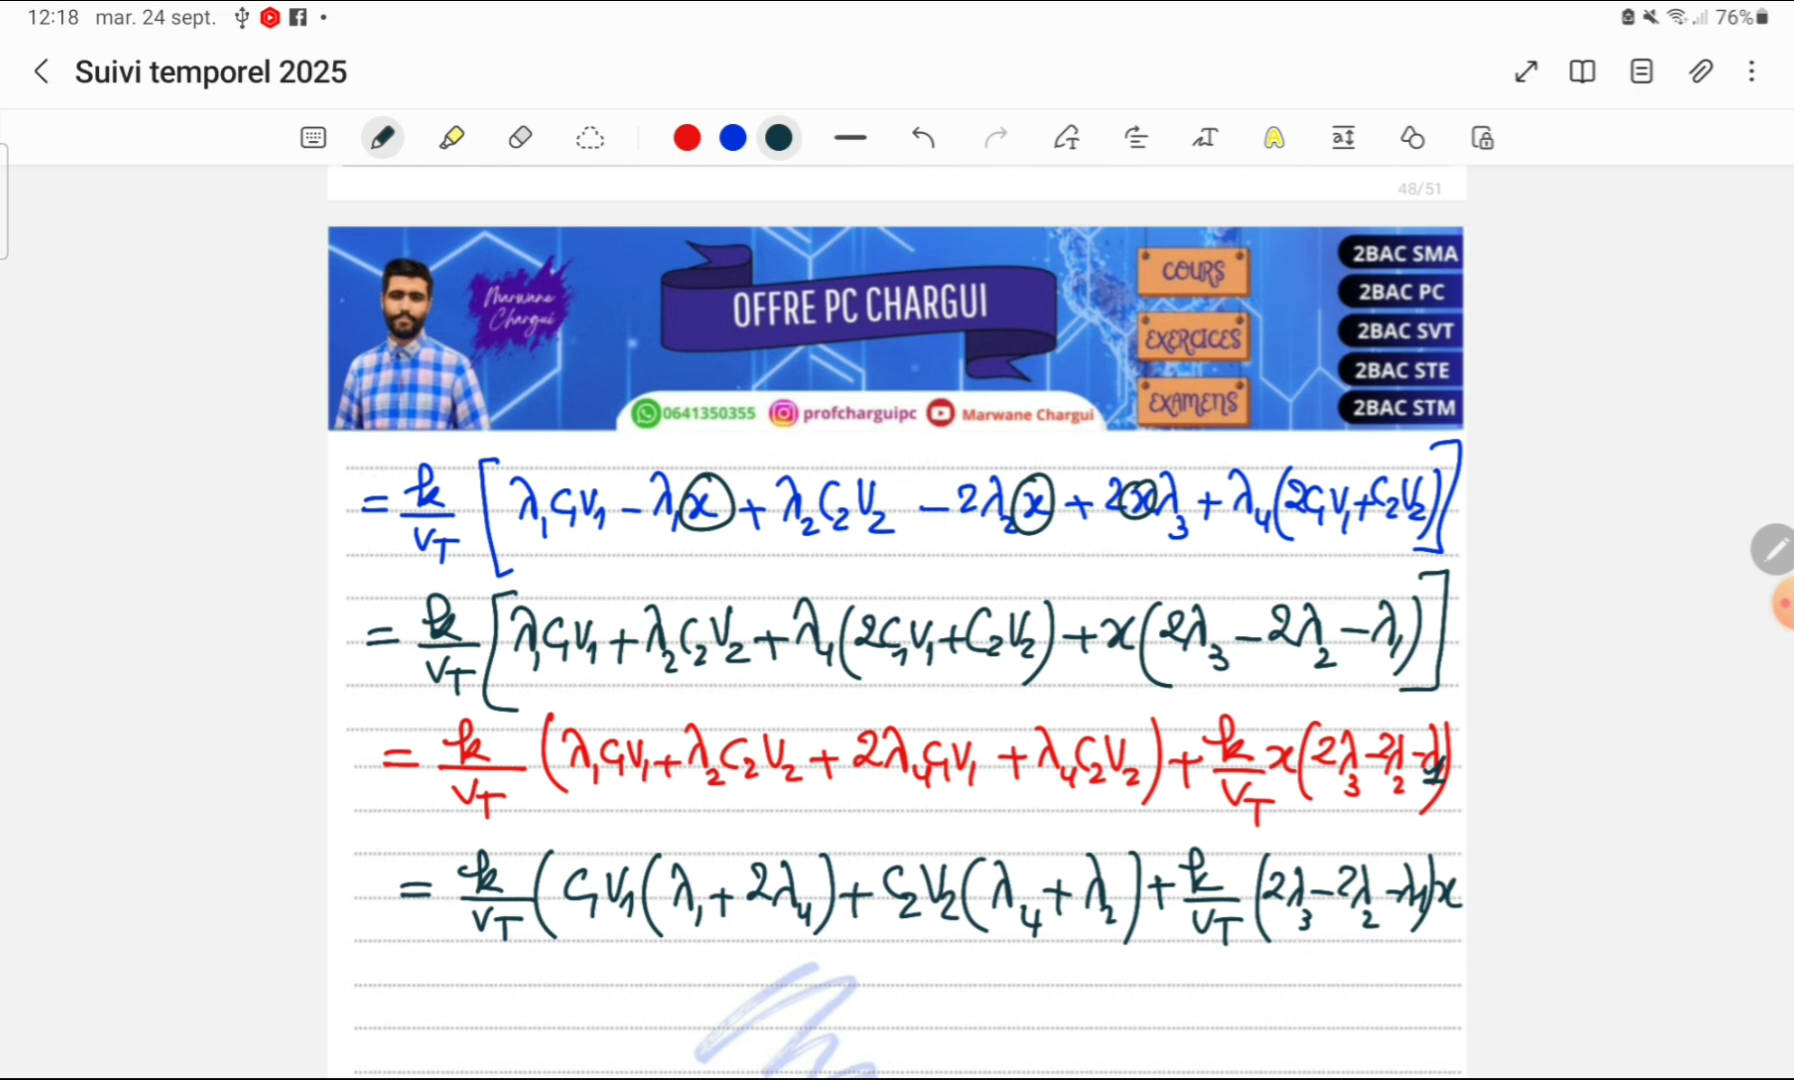 12:18 mar. 24 sept. •
76%
Suivi temporel 2025
48/51
Marwane
Chargui
OFFRE PC CHARGUI
COURS
EXERCICES
EXAMENS
2BAC SMA
2BAC PC
2BAC SVT
2BAC STE
2BAC STM
0641350355 profcharguipc Marwane Chargui
= k/V_T [λ₁C₁V₁ − λ₁x + λ₂C₂V₂ − 2λ₂x + 2xλ₃ + λ₄(2C₁V₁+C₂V₂)]
= k/V_T [λ₁C₁V₁ + λ₂C₂V₂ + λ₄(2C₁V₁+C₂V₂) + x(2λ₃ − 2λ₂ − λ₁)]
= k/V_T (λ₁C₁V₁ + λ₂C₂V₂ + 2λ₄C₁V₁ + λ₄C₂V₂) + k/V_T x(2λ₃ − 2λ₂ − λ₁)
= k/V_T (C₁V₁(λ₁ + 2λ₄) + C₂V₂(λ₄ + λ₂) + k/V_T (2λ₃ − 2λ₂ − λ₁)x